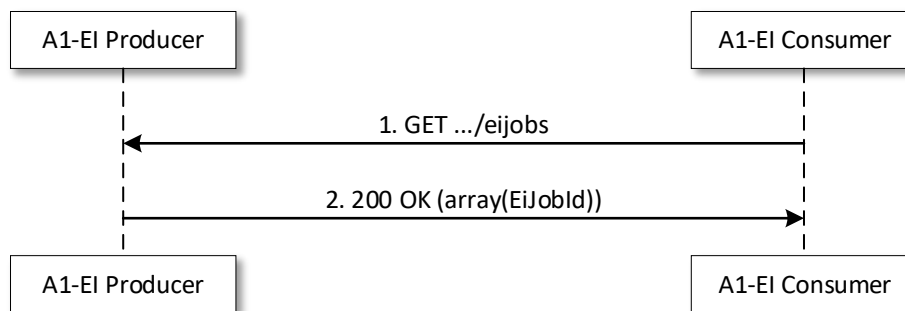 A1-EI Producer
A1-EI Consumer
1. GET .../eijobs
2. 200 OK (array(EiJobId))
A1-EI Producer
A1-EI Consumer